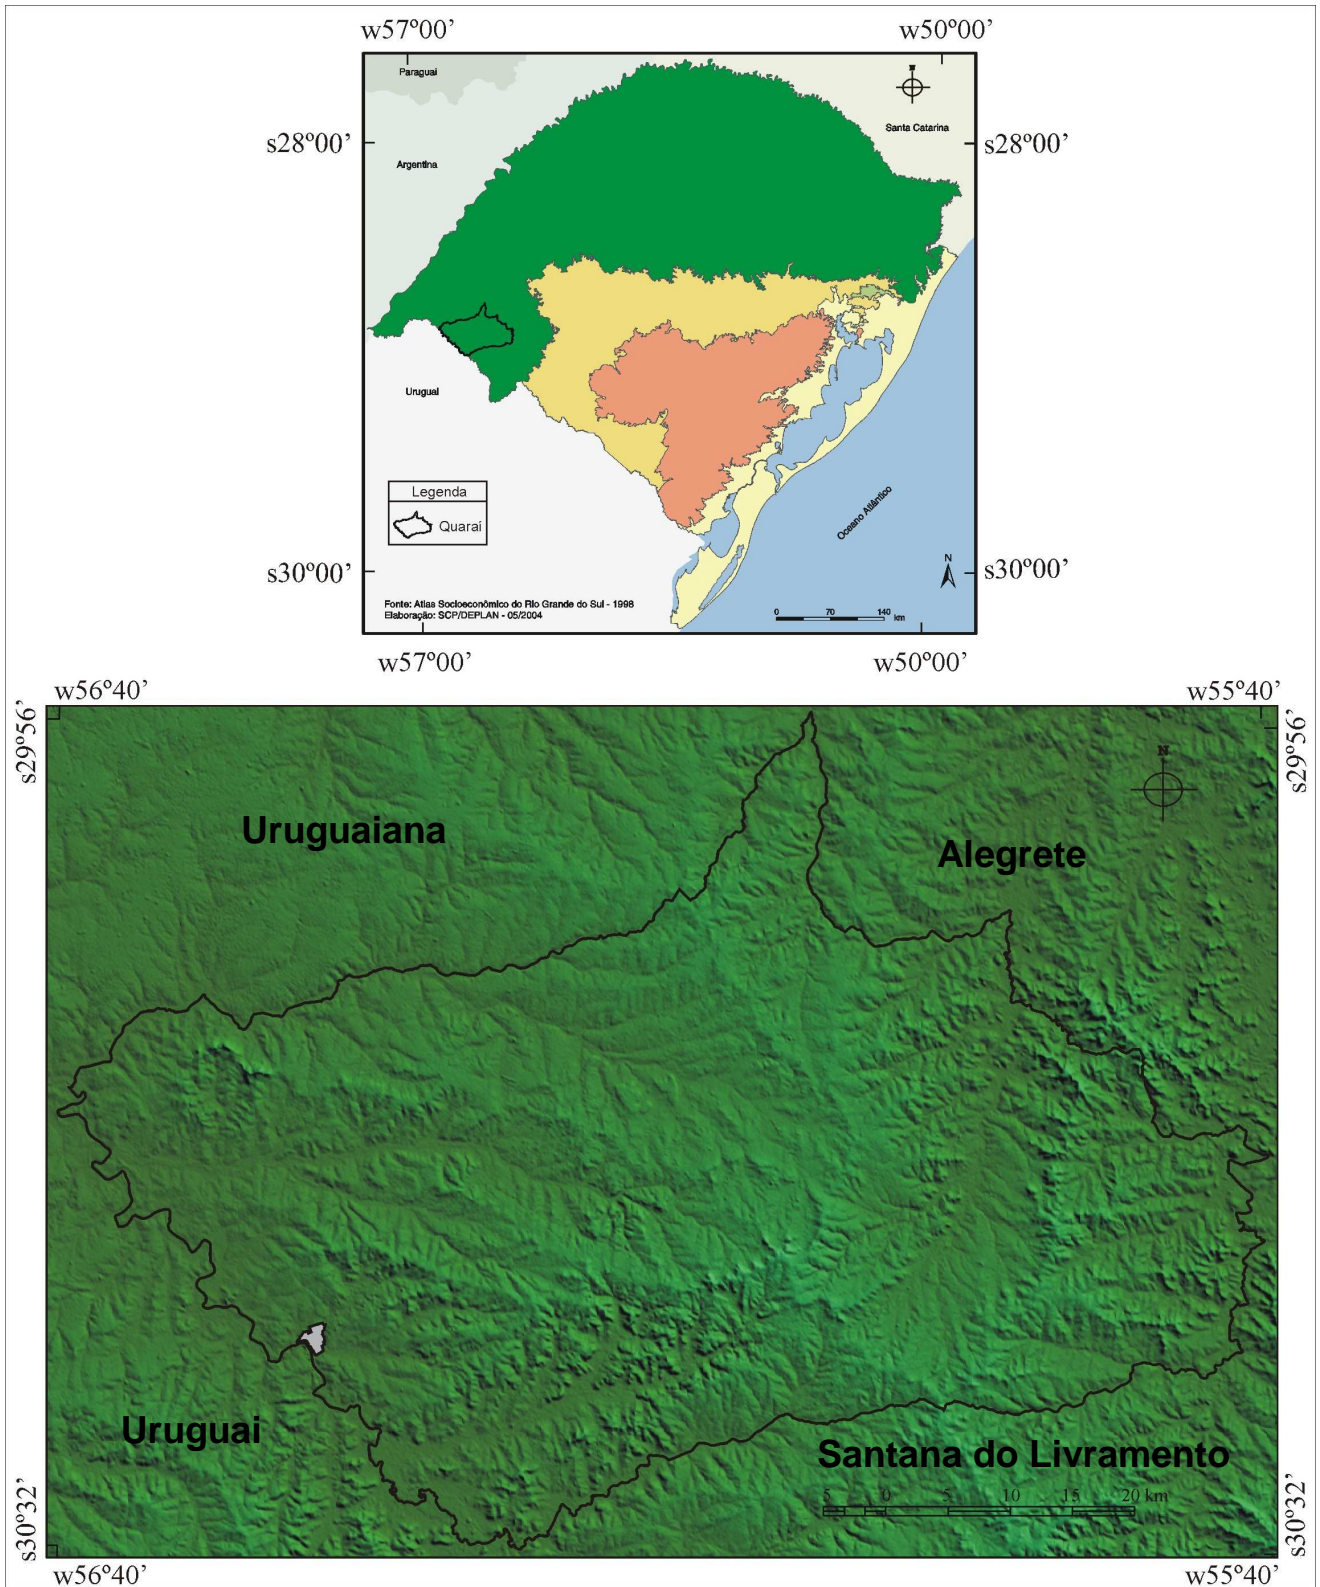 w57º00’ w50º00’
Paraguai
N
Santa Catarina
s28º00’ s28º00’
Argentina
Uruguai
Legenda
Quaraí
Oceano Atlântico
N
s30º00’ s30º00’
Fonte: Atlas Socioeconômico do Rio Grande do Sul - 1998
Elaboração: SCP/DEPLAN - 05/2004
0 70 140 km
w57º00’ w50º00’
w56º40’ w55º40’
s29º56’ s29º56’
N
Uruguaiana
Alegrete
Uruguai
Santana do Livramento
5 0 5 10 15 20 km
s30º32’ s30º32’
w56º40’ w55º40’